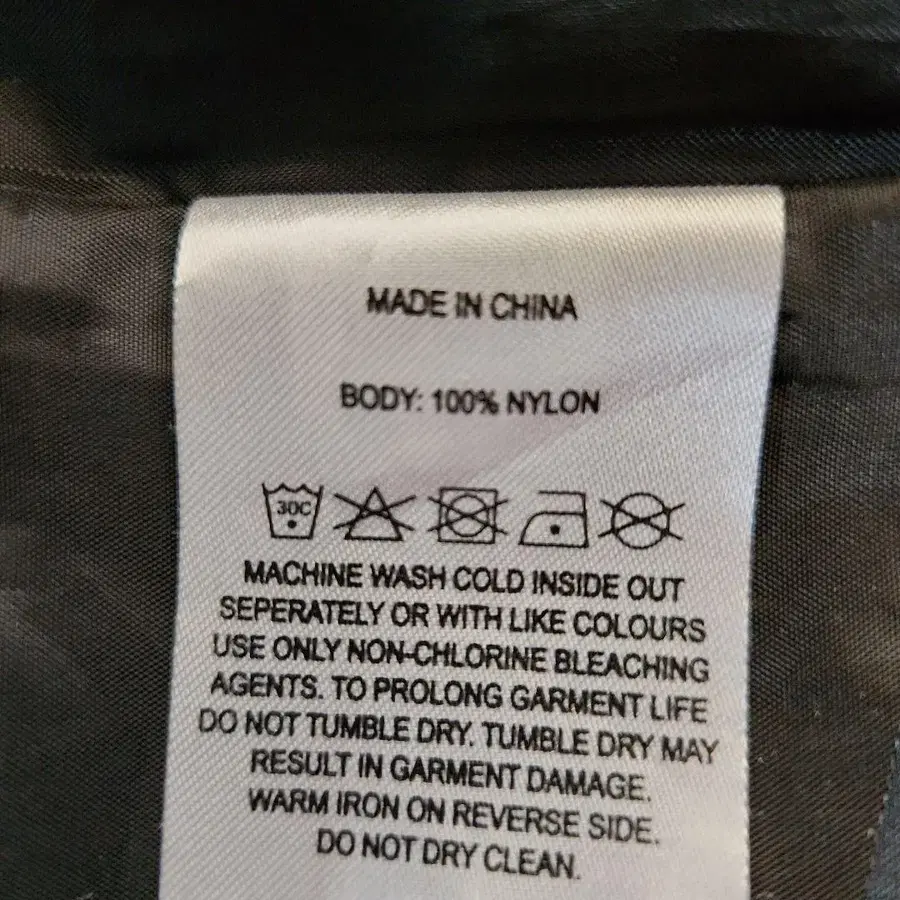 MADE IN CHINA
BODY: 100% NYLON
30C
MACHINE WASH COLD INSIDE OUT
SEPERATELY OR WITH LIKE COLOURS
USE ONLY NON-CHLORINE BLEACHING
AGENTS. TO PROLONG GARMENT LIFE
DO NOT TUMBLE DRY. TUMBLE DRY MAY
RESULT IN GARMENT DAMAGE.
WARM IRON ON REVERSE SIDE.
DO NOT DRY CLEAN.